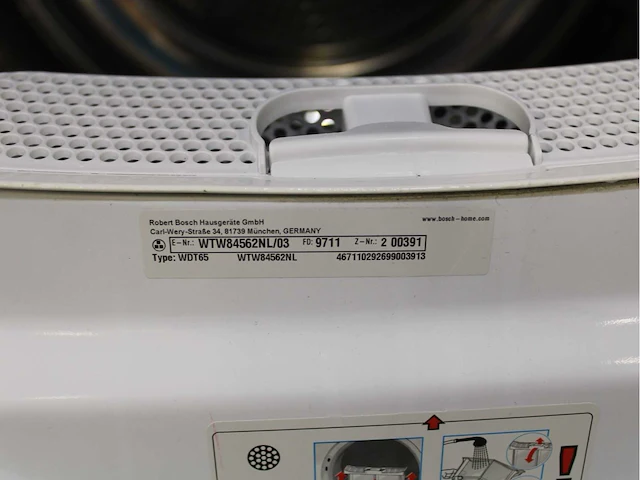 Robert Bosch Hausgeräte GmbH
www.bosch-home.com
Carl-Wery-Straße 34, 81739 München, GERMANY
E-Nr.: WTW84562NL/03 FD: 9711 Z-Nr.: 2 00391
Type: WDT65 WTW84562NL 467110292699003913